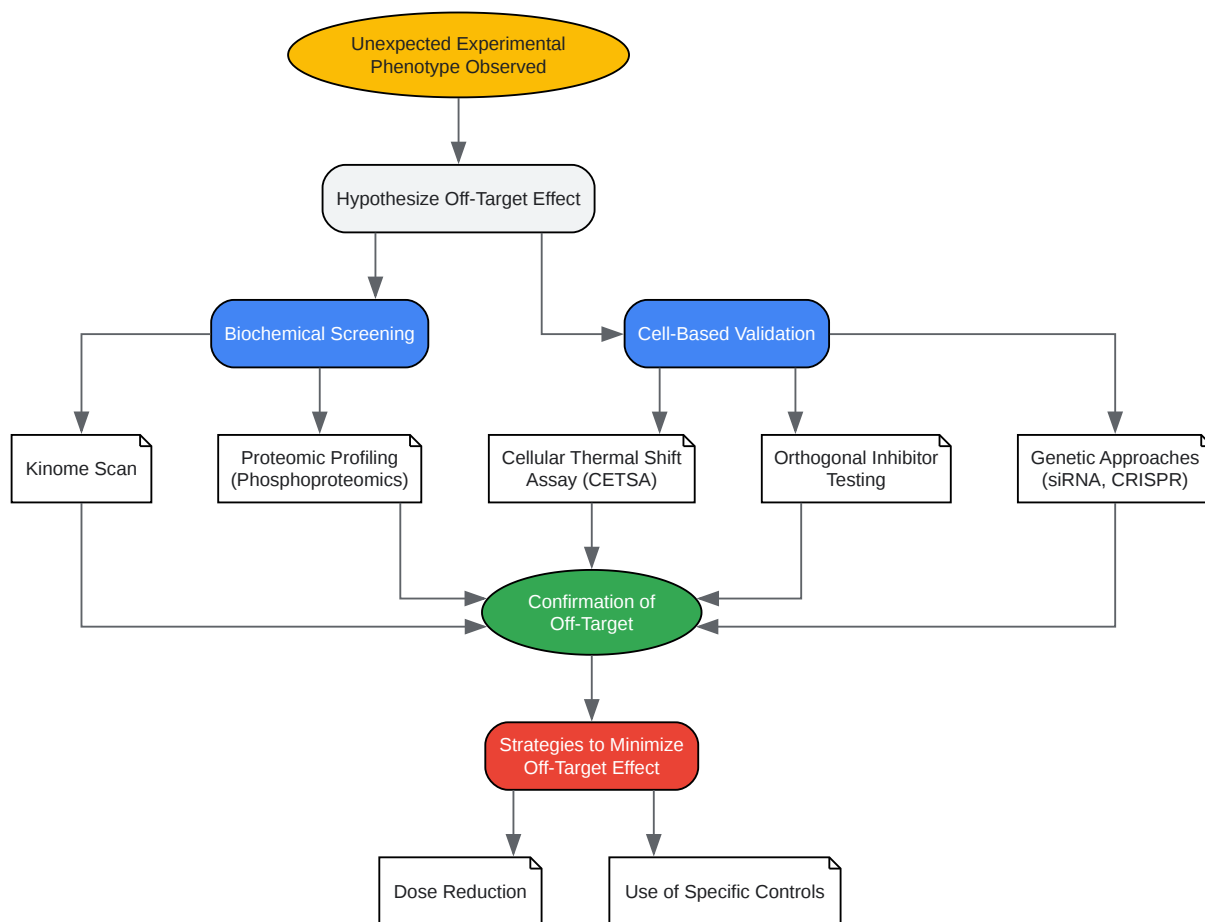 Unexpected Experimental
Phenotype Observed
Hypothesize Off-Target Effect
Biochemical Screening
Cell-Based Validation
Kinome Scan
Proteomic Profiling
(Phosphoproteomics)
Cellular Thermal Shift
Assay (CETSA)
Orthogonal Inhibitor
Testing
Genetic Approaches
(siRNA, CRISPR)
Confirmation of
Off-Target
Strategies to Minimize
Off-Target Effect
Dose Reduction
Use of Specific Controls